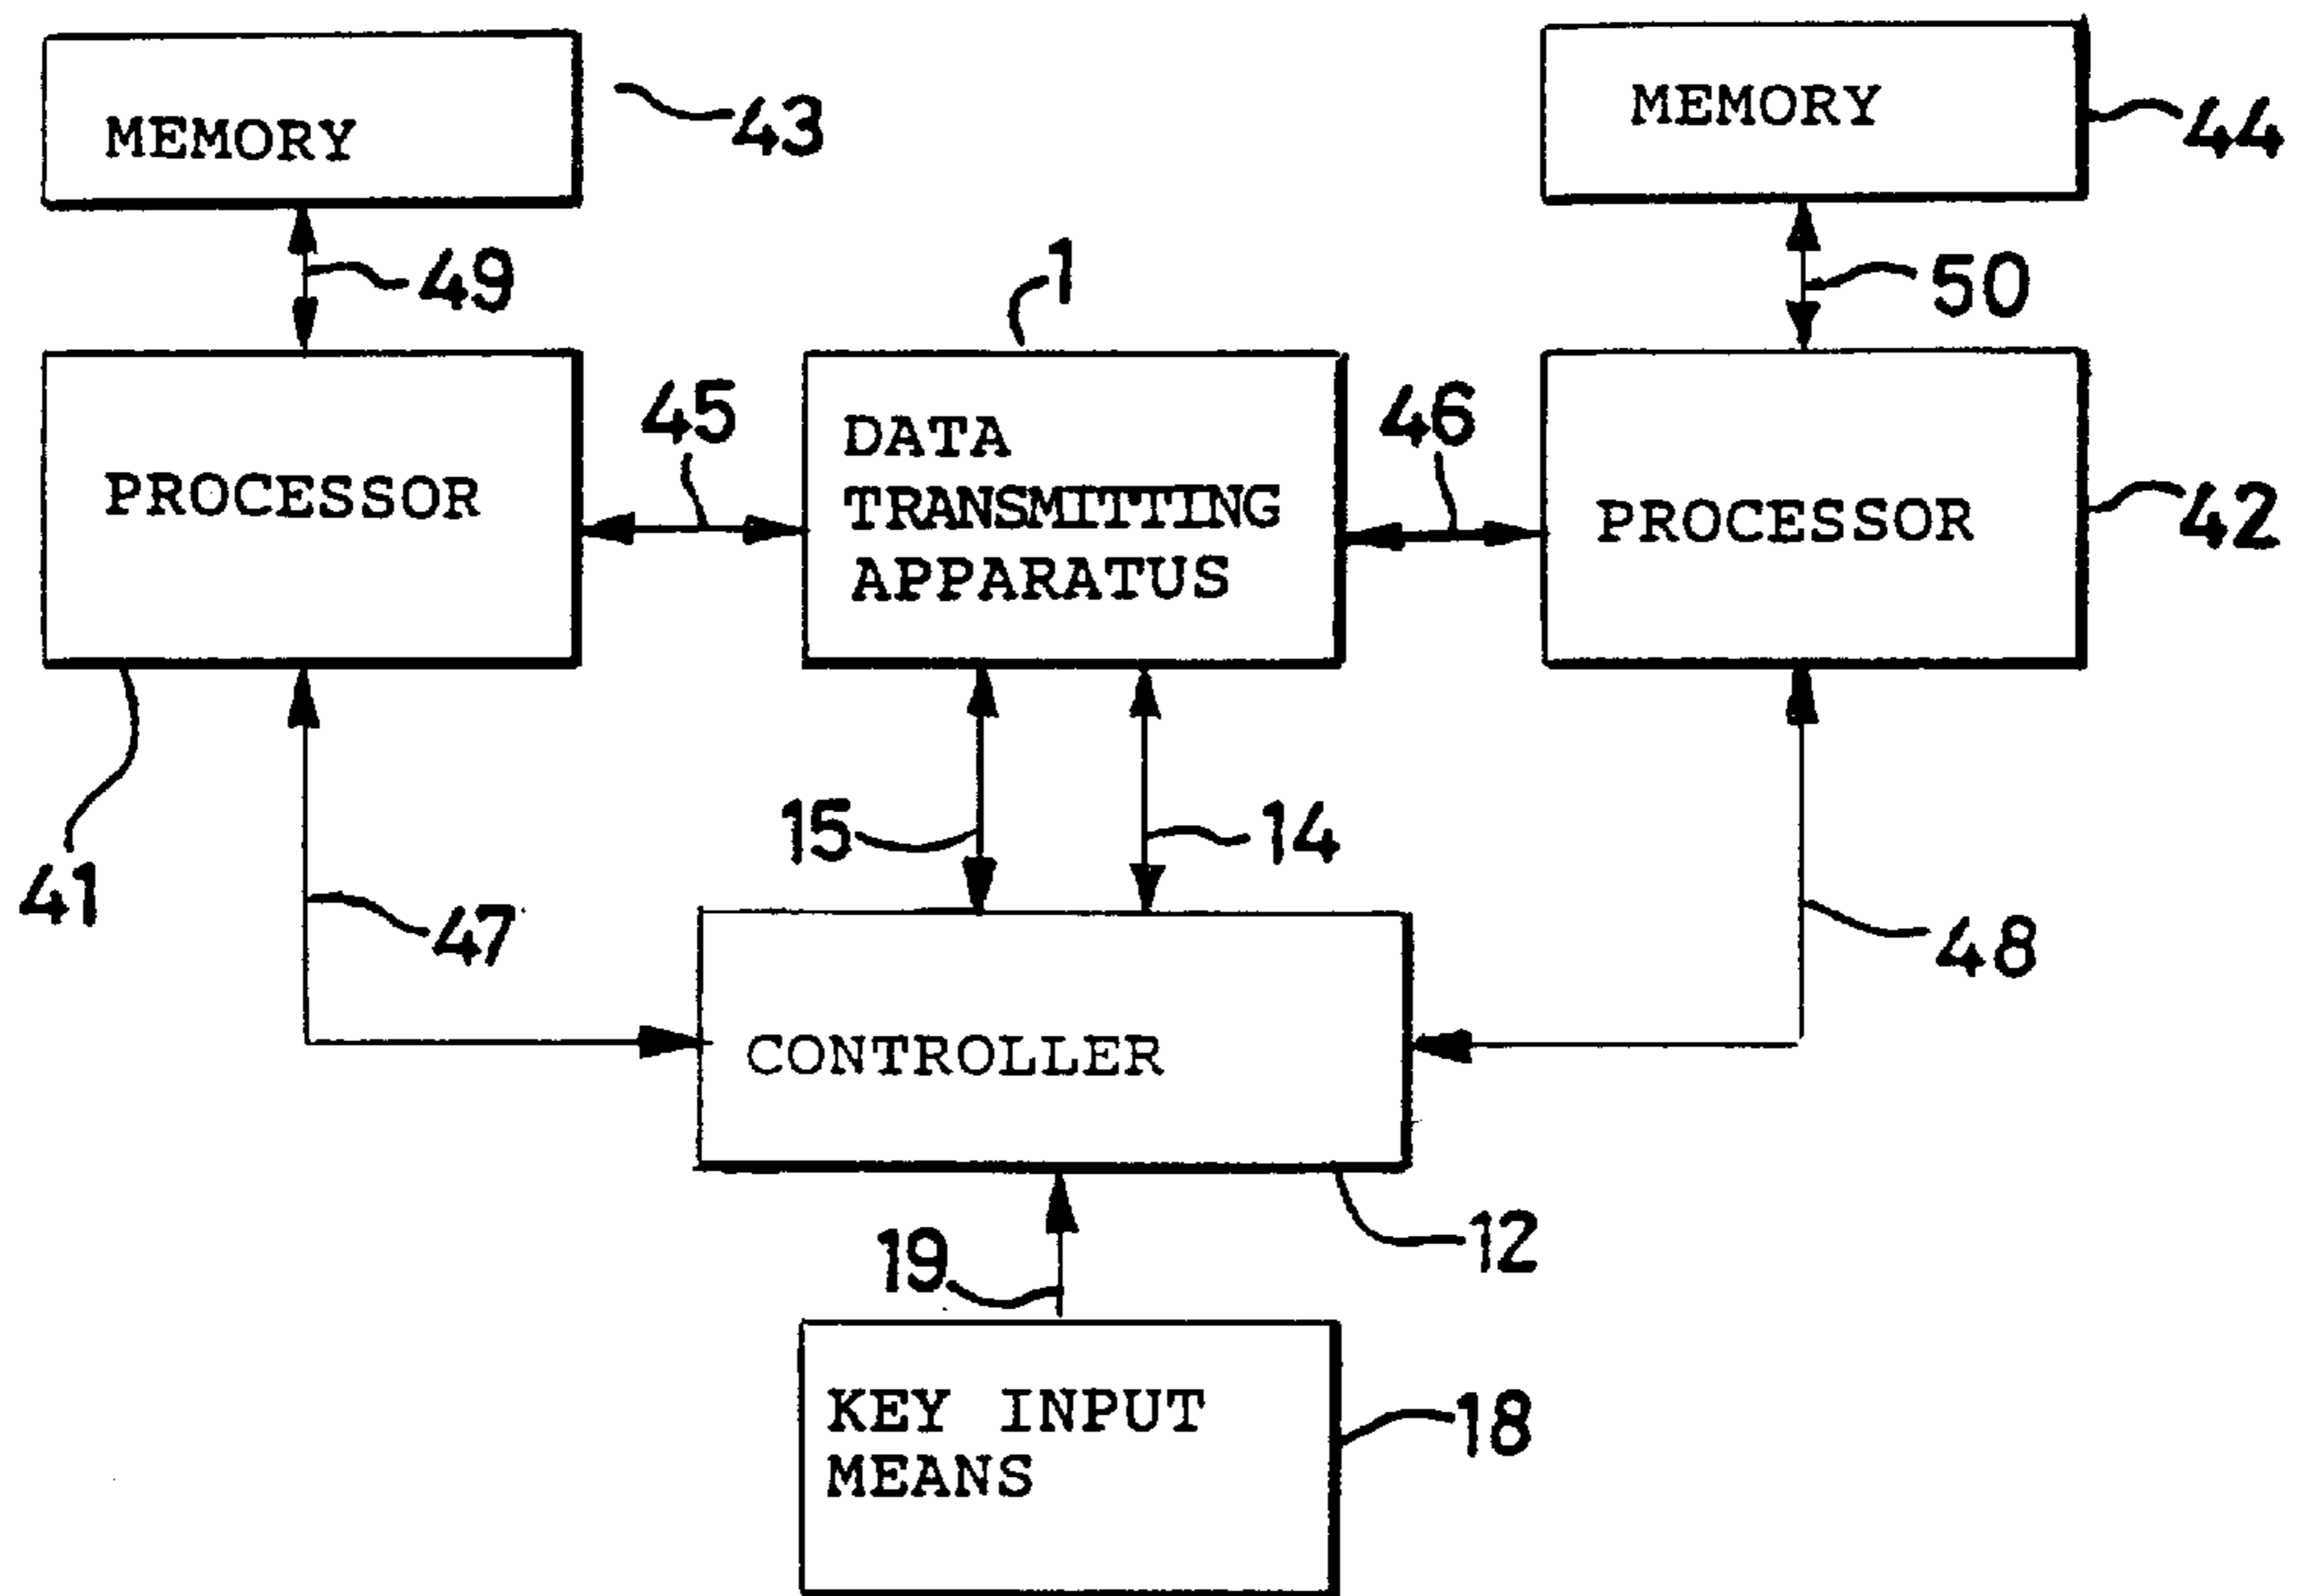 MEMORY
43
MEMORY
44
49
50
1
45
46
PROCESSOR
DATA
TRANSMITTING
APPARATUS
PROCESSOR
42
15
14
41
47
48
CONTROLLER
12
19
KEY INPUT
MEANS
18